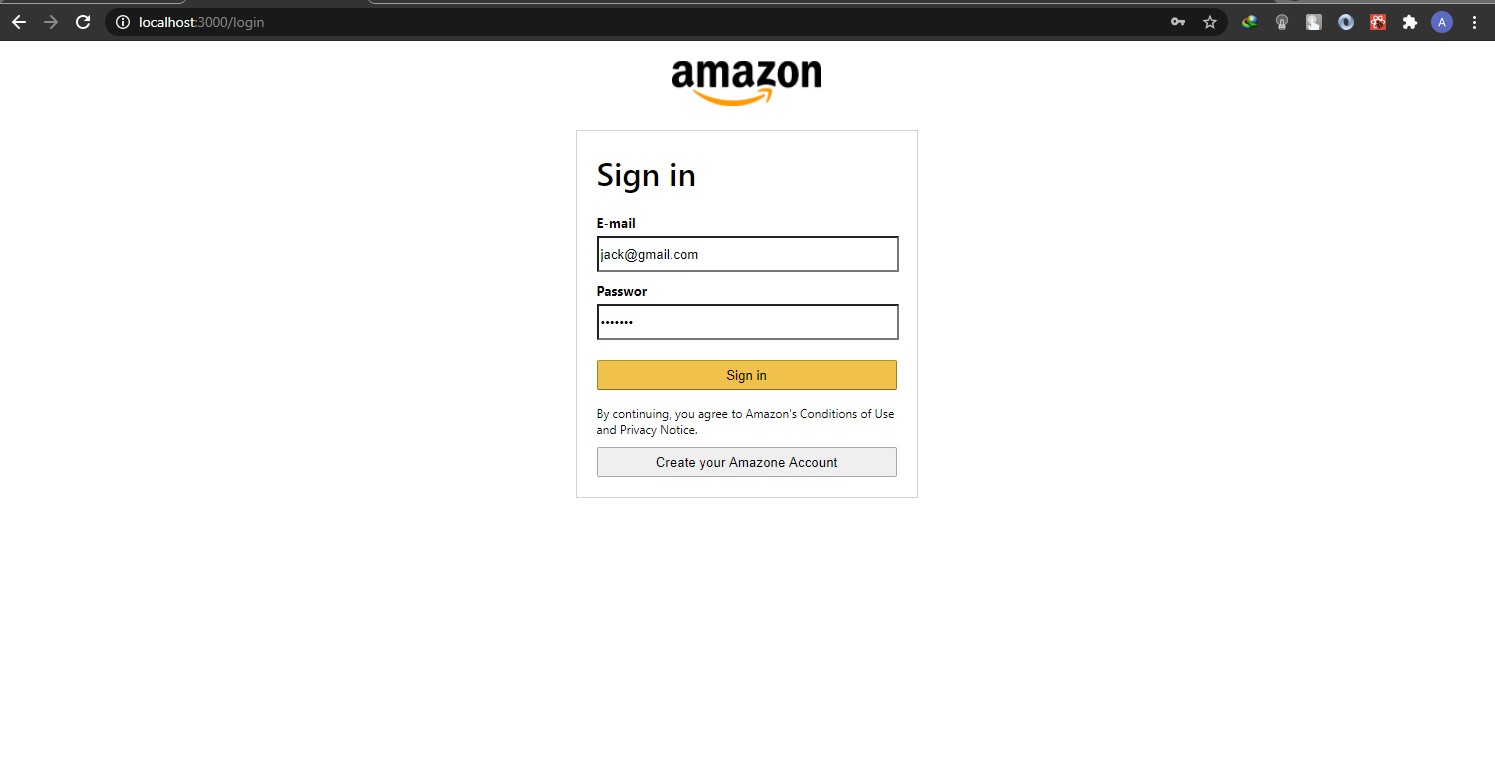 localhost:3000/login
A
amazon
Sign in
E-mail
jack@gmail.com
Passwor
•••••••
Sign in
By continuing, you agree to Amazon's Conditions of Use
and Privacy Notice.
Create your Amazone Account